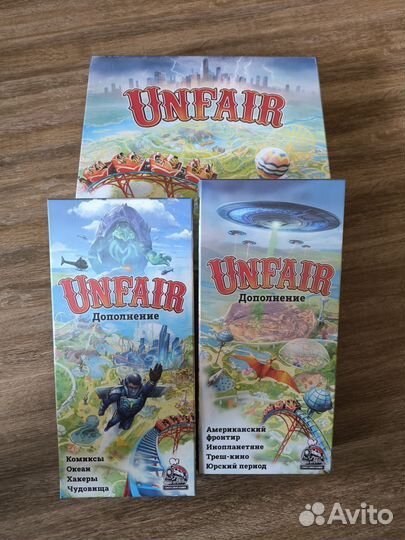 UNFAIR
UNFAIR
Дополнение
Комиксы
Океан
Хакеры
Чудовища
UNFAIR
Дополнение
Американский
фронтир
Инопланетяне
Треш-кино
Юрский период
Avito